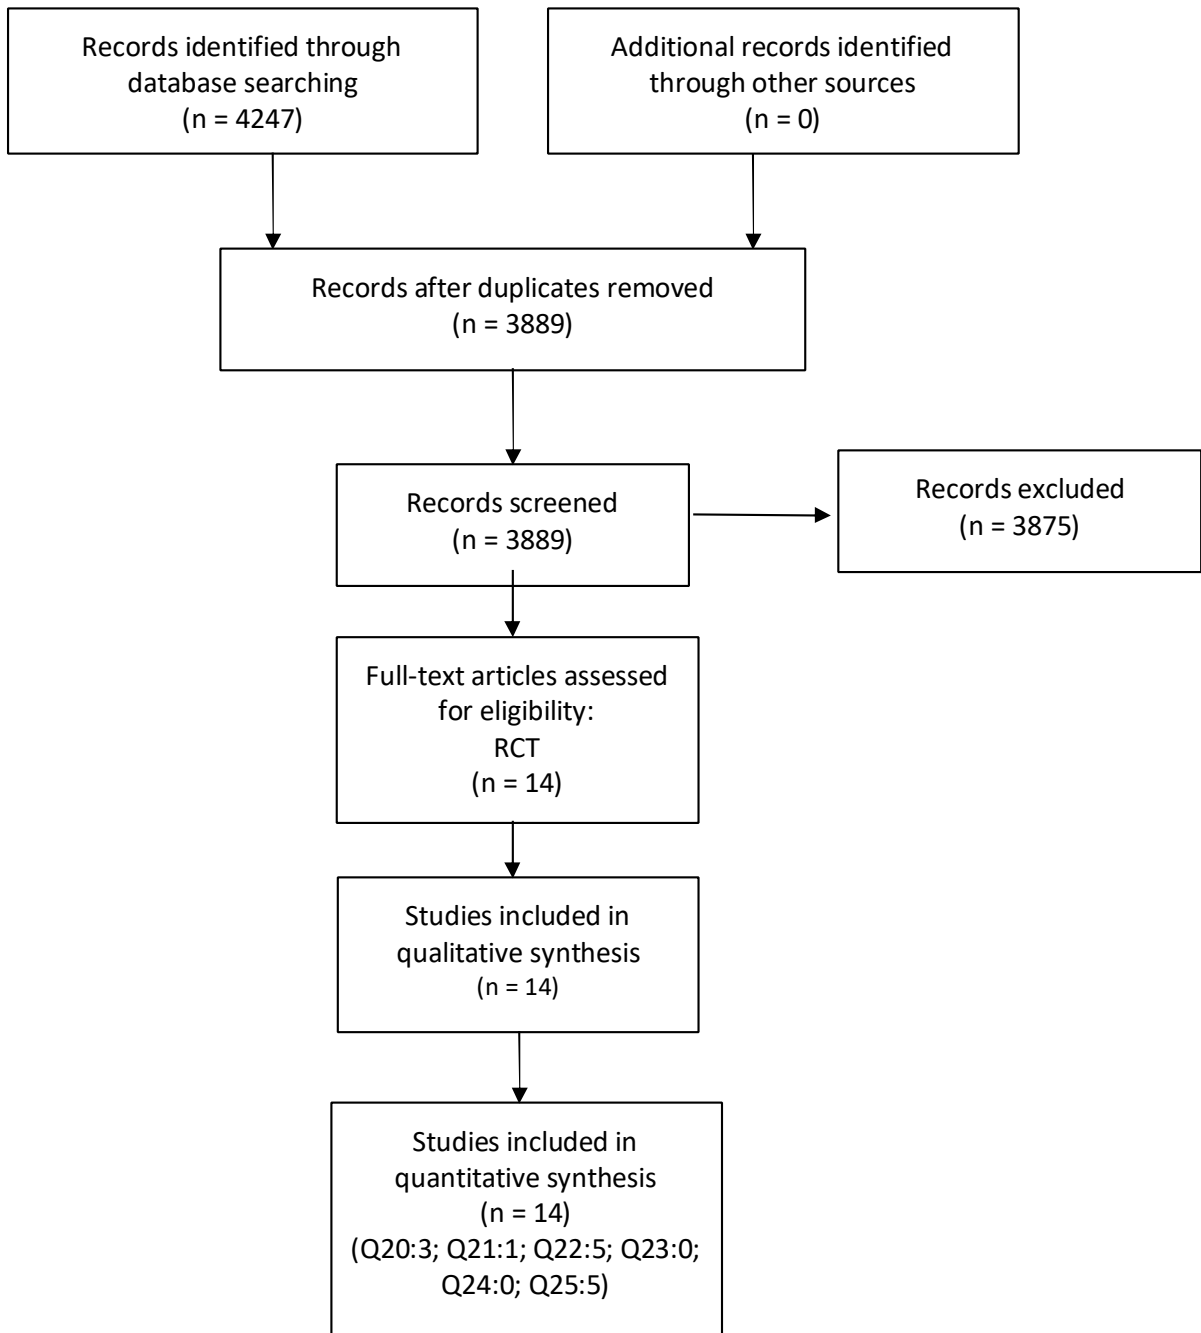 Records identified through
database searching
(n = 4247)
Additional records identified
through other sources
(n = 0)
Records after duplicates removed
(n = 3889)
Records screened
(n = 3889)
Records excluded
(n = 3875)
Full-text articles assessed
for eligibility:
RCT
(n = 14)
Studies included in
qualitative synthesis
(n = 14)
Studies included in
quantitative synthesis
(n = 14)
(Q20:3; Q21:1; Q22:5; Q23:0;
Q24:0; Q25:5)